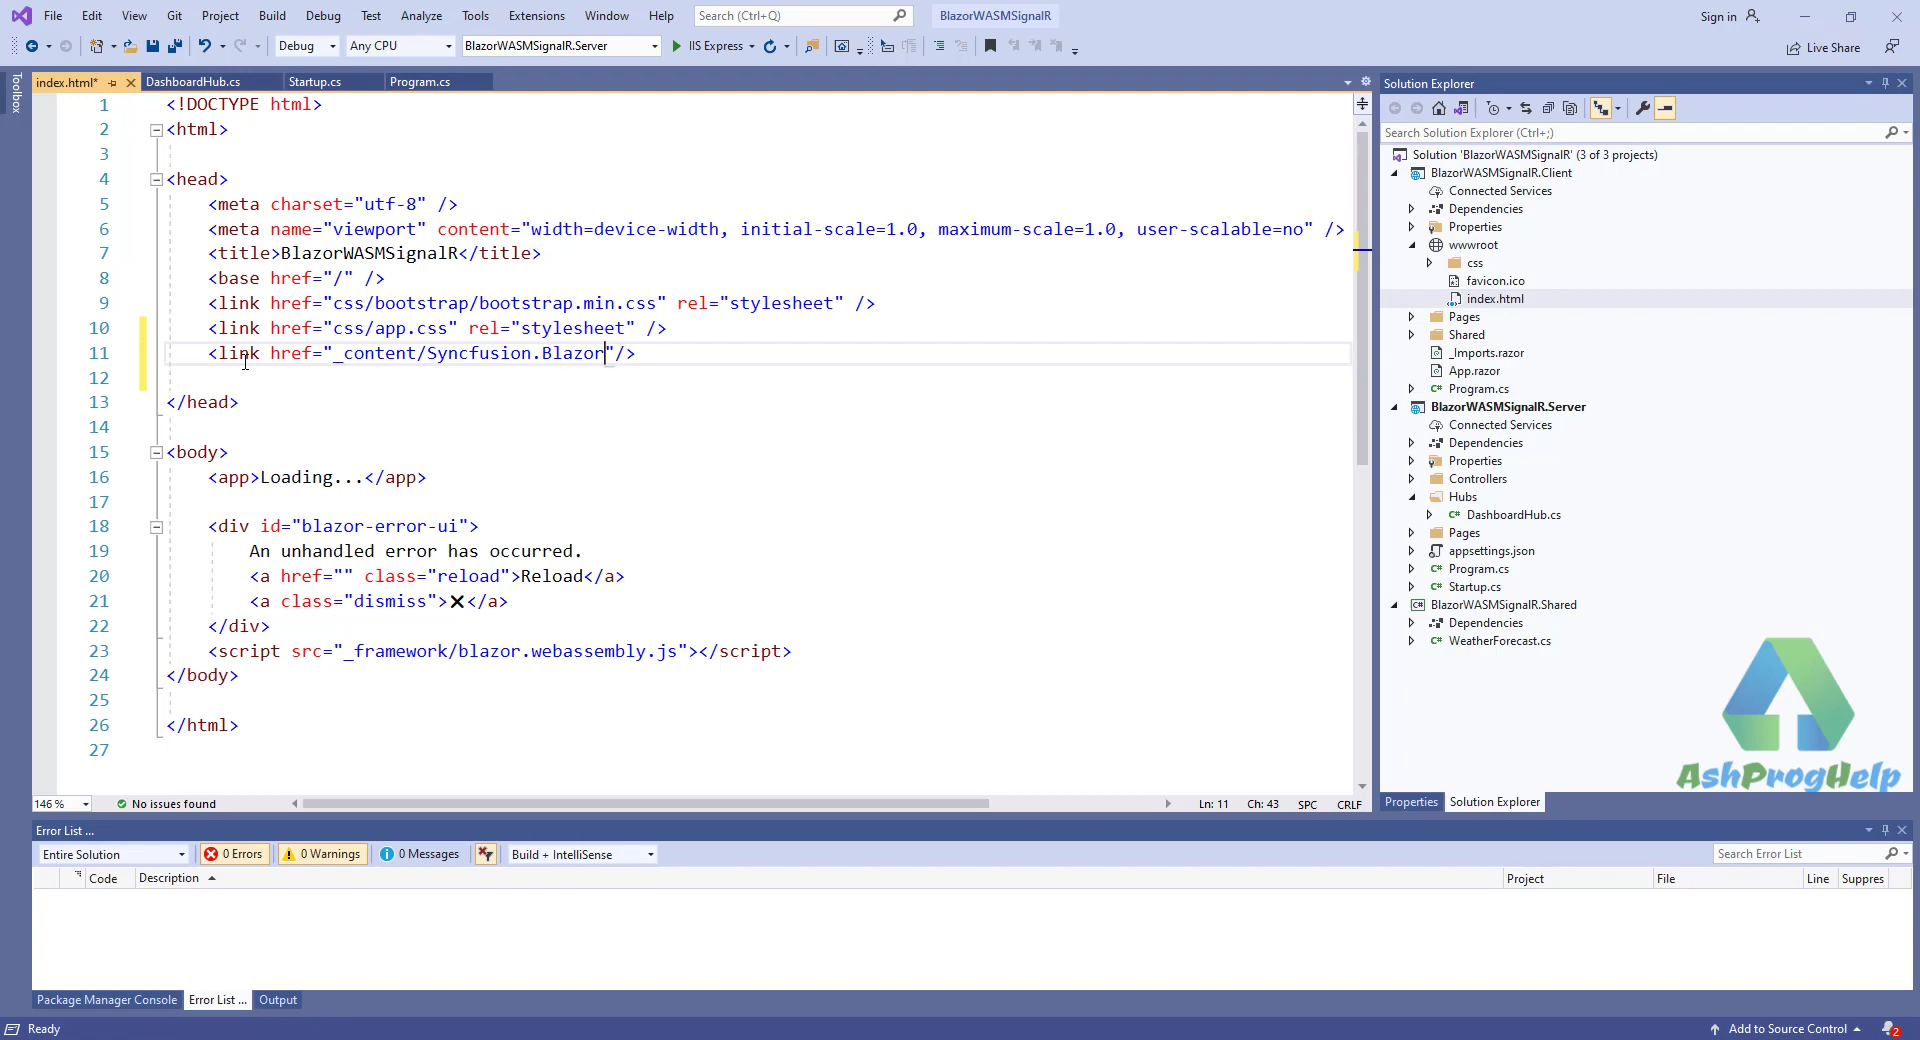 File Edit View Git Project Build Debug Test Analyze Tools Extensions Window Help Search (Ctrl+Q) BlazorWASMSignalR Sign in
Debug Any CPU BlazorWASMSignalR.Server IIS Express Live Share
Toolbox
index.html* DashboardHub.cs Startup.cs Program.cs
1 <!DOCTYPE html>
2 <html>
3
4 <head>
5 <meta charset="utf-8" />
6 <meta name="viewport" content="width=device-width, initial-scale=1.0, maximum-scale=1.0, user-scalable=no" />
7 <title>BlazorWASMSignalR</title>
8 <base href="/" />
9 <link href="css/bootstrap/bootstrap.min.css" rel="stylesheet" />
10 <link href="css/app.css" rel="stylesheet" />
11 <link href="_content/Syncfusion.Blazor"/>
12
13 </head>
14
15 <body>
16 <app>Loading...</app>
17
18 <div id="blazor-error-ui">
19 An unhandled error has occurred.
20 <a href="" class="reload">Reload</a>
21 <a class="dismiss">🗙</a>
22 </div>
23 <script src="_framework/blazor.webassembly.js"></script>
24 </body>
25
26 </html>
27
146 % No issues found Ln: 11 Ch: 43 SPC CRLF
Solution Explorer
Search Solution Explorer (Ctrl+;)
Solution 'BlazorWASMSignalR' (3 of 3 projects)
BlazorWASMSignalR.Client
Connected Services
Dependencies
Properties
wwwroot
css
favicon.ico
index.html
Pages
Shared
_Imports.razor
App.razor
Program.cs
BlazorWASMSignalR.Server
Connected Services
Dependencies
Properties
Controllers
Hubs
DashboardHub.cs
Pages
appsettings.json
Program.cs
Startup.cs
BlazorWASMSignalR.Shared
Dependencies
WeatherForecast.cs
AshProgHelp
Properties Solution Explorer
Error List ...
Entire Solution 0 Errors 0 Warnings 0 Messages Build + IntelliSense Search Error List
Code Description Project File Line Suppres
Package Manager Console Error List ... Output
Ready Add to Source Control 2